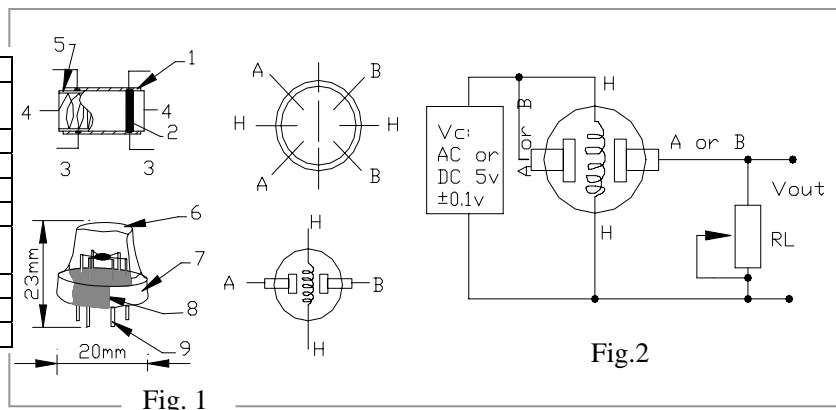 5
1
4
4
2
3
3
A
B
H
H
A
B
6
7
8
9
23mm
20mm
H
A
B
H
Fig. 1
H
Vc:
AC or
DC 5v
±0.1v
A or B
A or B
Vout
RL
H
Fig.2